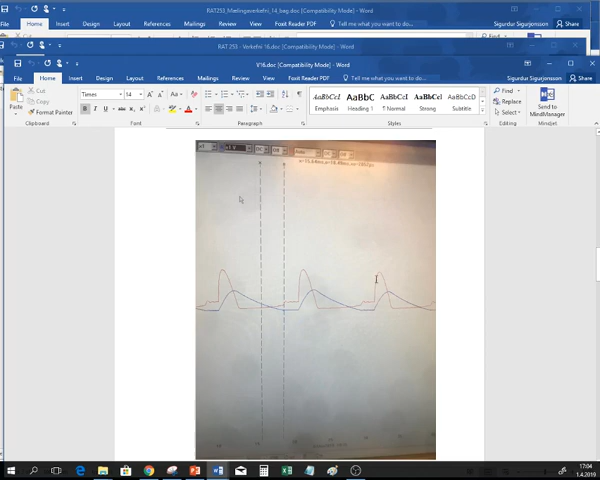 RAT253_Mælingaverkefni_14_beg.doc [Compatibility Mode] - Word
Home Insert Design Layout References Mailings Review View Foxit Reader PDF Tell me what you want to do... Sigurdur Sigurjonsson Share
RAT 253 - Verkefni 16.doc [Compatibility Mode] - Word
V16.doc [Compatibility Mode] - Word
File Home Insert Design Layout References Mailings Review View Foxit Reader PDF Tell me what you want to do... Sigurdur Sigurjonsson Share
Cut
Copy
Format Painter
Clipboard
Times 14
Font
Paragraph
AaBbCcI AaBbC AaBbCcI AaBbCcI AaBbCcD
Emphasis Heading 1 ¶ Normal Strong Subtitle
Styles
Find
Replace
Select
Editing
Send to
MindManager
Mindjet
DC Off Auto Off Off
17:04
1.4.2019